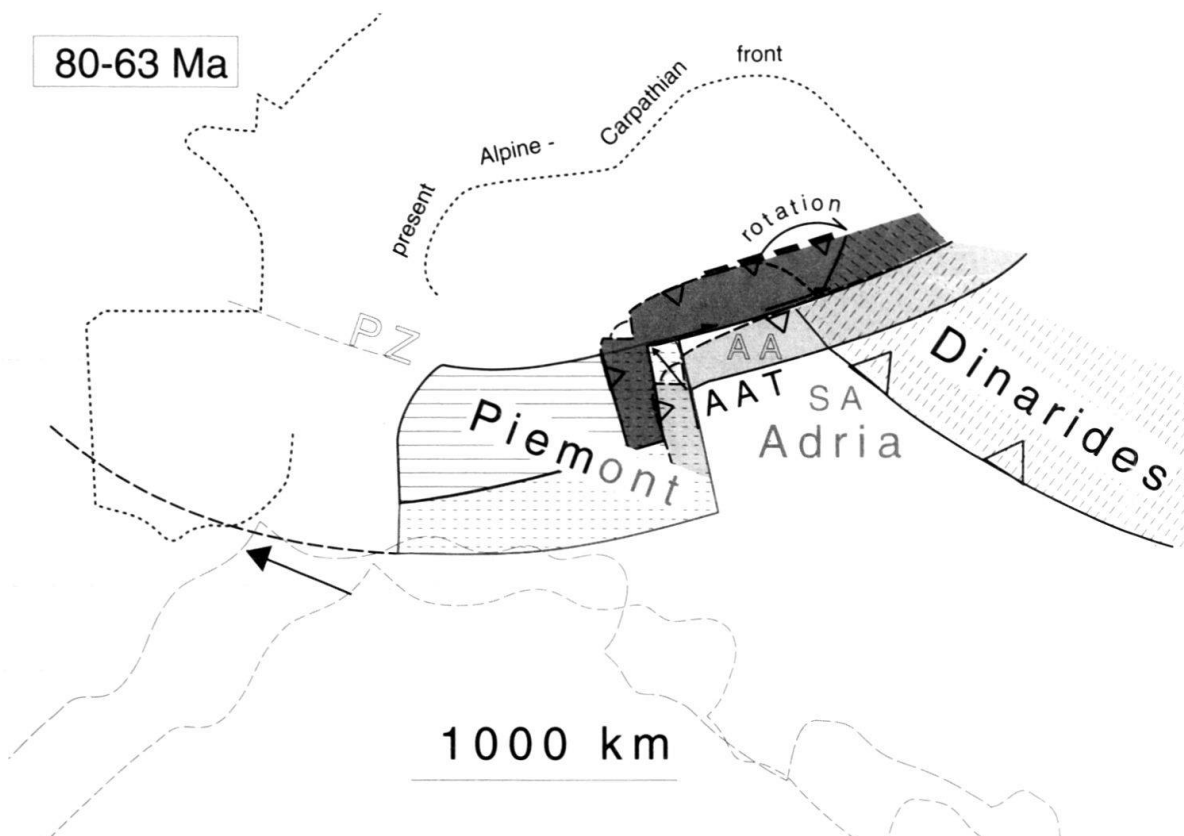 80-63 Ma
front
Carpathian
Alpine -
present
rotation
PZ
AA
Dinarides
AAT
SA
Piemont
Adria
1000 km